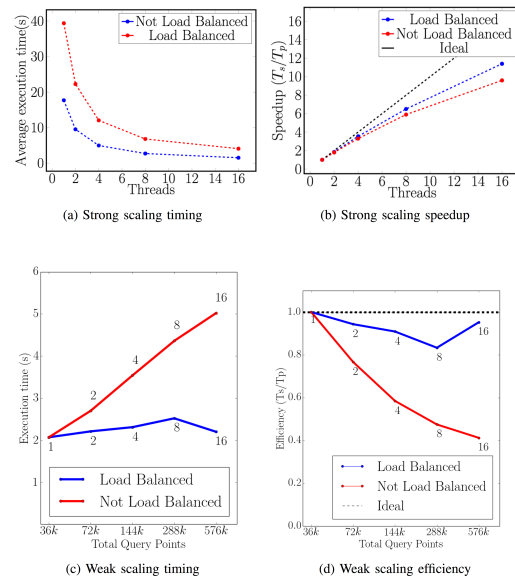 Average execution time(s)
40
30
20
10
0
Not Load Balanced
Load Balanced
0 2 4 6 8 10 12 14 16
Threads
(a) Strong scaling timing
Speedup (Ts/Tp)
16
14
12
10
8
6
4
2
0
Load Balanced
Not Load Balanced
Ideal
0 2 4 6 8 10 12 14 16
Threads
(b) Strong scaling speedup
Execution time (s)
6
5
4
3
2
1
1 2 4 8 16
2 4 8 16
Load Balanced
Not Load Balanced
36k 72k 144k 288k 576k
Total Query Points
(c) Weak scaling timing
Efficiency (Ts/Tp)
1.0
0.8
0.6
0.4
0.2
0.0
1 2 4 8 16
2 4 8 16
Load Balanced
Not Load Balanced
Ideal
36k 72k 144k 288k 576k
Total Query Points
(d) Weak scaling efficiency